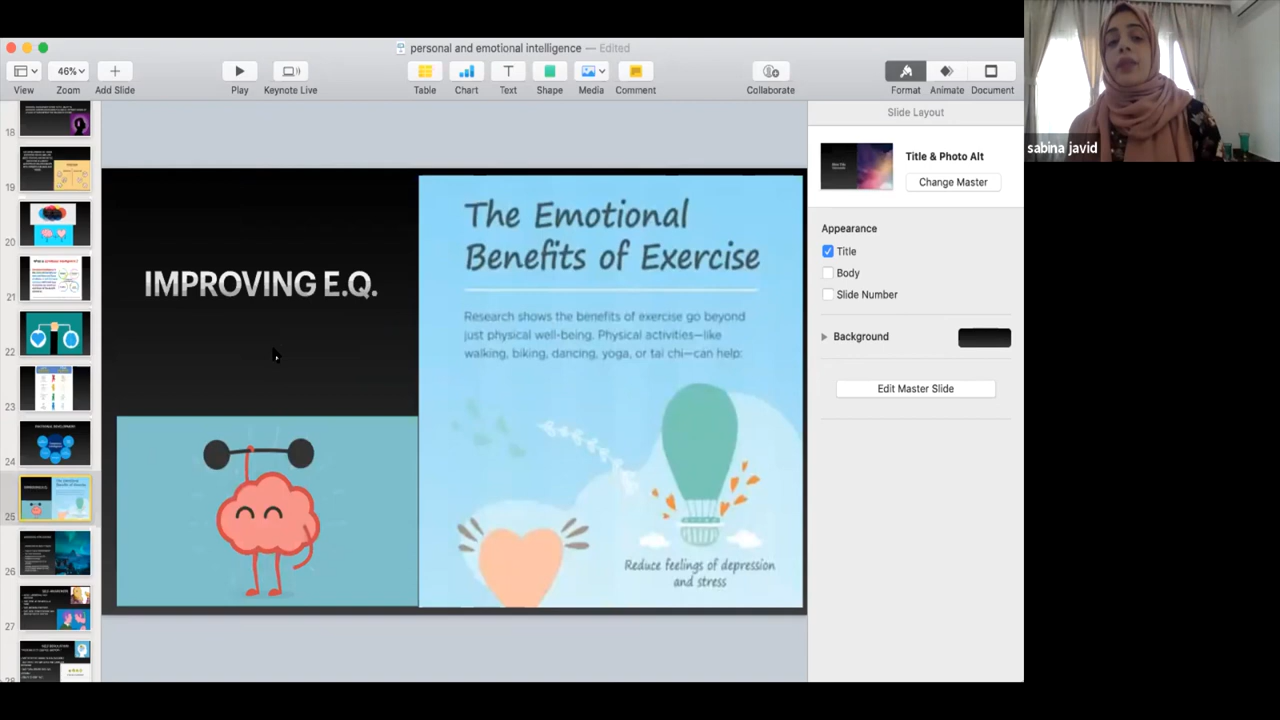 personal and emotional intelligence — Edited
46%
View
Zoom
Add Slide
Play
Keynote Live
Table
Chart
Text
Shape
Media
Comment
Collaborate
Format
Animate
Document
18
19
20
21
22
23
24
25
26
27
28
IMPROVING E.Q.
The Emotional
Benefits of Exercise
Research shows the benefits of exercise go beyond
just physical well-being. Physical activities—like
walking, biking, dancing, yoga, or tai chi—can help:
Reduce feelings of depression
and stress
Slide Layout
Title & Photo Alt
Change Master
Appearance
Title
Body
Slide Number
Background
Edit Master Slide
sabina javid